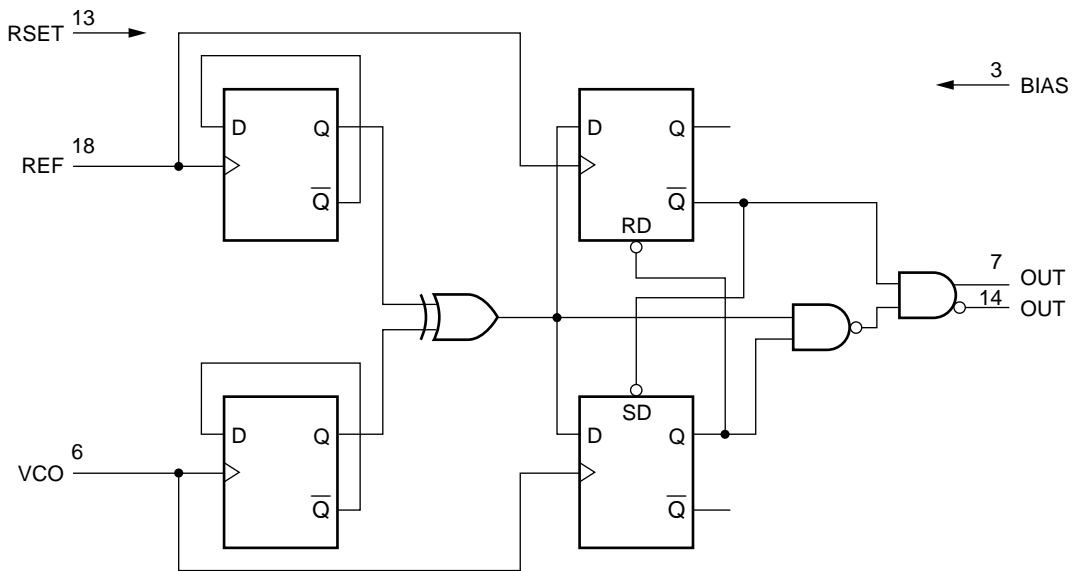 RSET 13
3 BIAS
D Q
REF 18
Q̅
D Q
Q̅
RD
7 OUT
14 OUT
SD
D Q
VCO 6
Q̅
D Q
Q̅